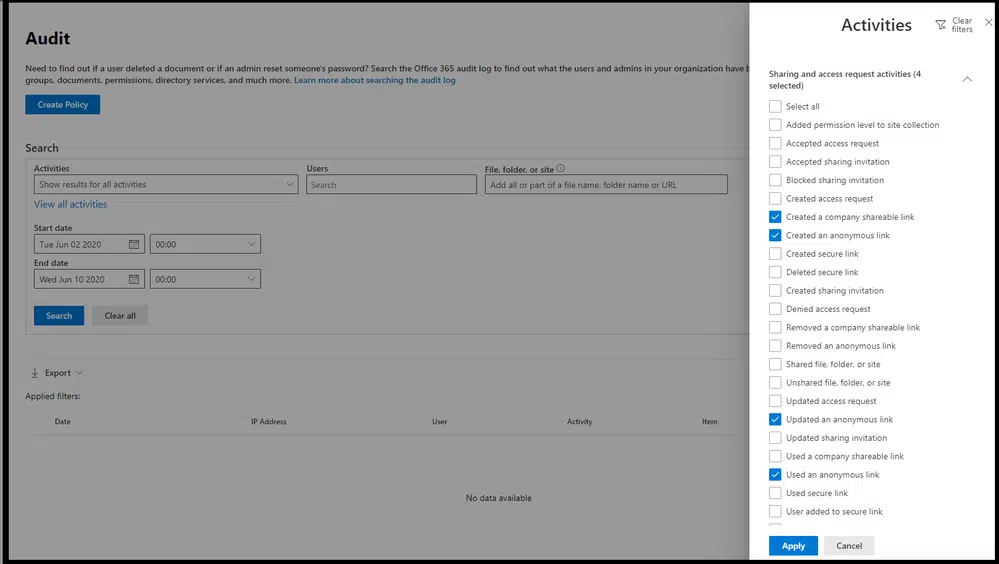 Audit
Need to find out if a user deleted a document or if an admin reset someone's password? Search the Office 365 audit log to find out what the users and admins in your organization have b
groups, documents, permissions, directory services, and much more. Learn more about searching the audit log
Create Policy
Search
Activities
Show results for all activities
View all activities
Users
Search
File, folder, or site
Add all or part of a file name, folder name or URL
Start date
Tue Jun 02 2020
00:00
End date
Wed Jun 10 2020
00:00
Search
Clear all
Export
Applied filters:
Date
IP Address
User
Activity
Item
No data available
Activities
Clear
filters
Sharing and access request activities (4
selected)
Select all
Added permission level to site collection
Accepted access request
Accepted sharing invitation
Blocked sharing invitation
Created access request
Created a company shareable link
Created an anonymous link
Created secure link
Deleted secure link
Created sharing invitation
Denied access request
Removed a company shareable link
Removed an anonymous link
Shared file, folder, or site
Unshared file, folder, or site
Updated access request
Updated an anonymous link
Updated sharing invitation
Used a company shareable link
Used an anonymous link
Used secure link
User added to secure link
Apply
Cancel